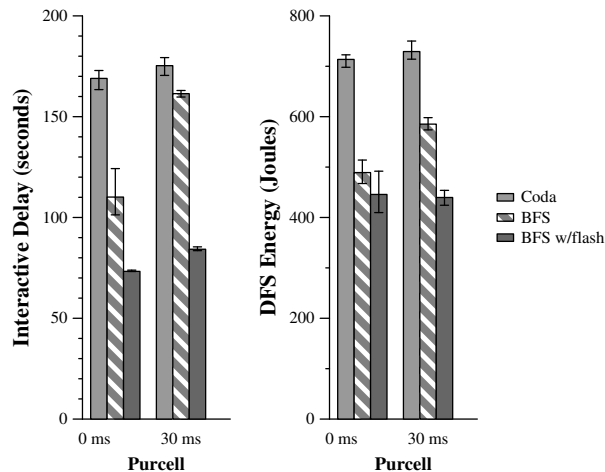 Interactive Delay (seconds)
200
150
100
50
0
0 ms
30 ms
Purcell
DFS Energy (Joules)
800
600
400
200
0
0 ms
30 ms
Purcell
Coda
BFS
BFS w/flash